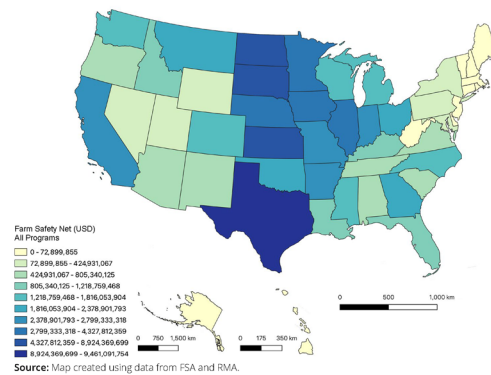 Farm Safety Net (USD)
All Programs
0 - 72,899,855
72,899,855 - 424,931,067
424,931,067 - 805,340,125
805,340,125 - 1,218,759,468
1,218,759,468 - 1,816,053,904
1,816,053,904 - 2,378,901,793
2,378,901,793 - 2,799,333,318
2,799,333,318 - 4,327,812,359
4,327,812,359 - 8,924,369,699
8,924,369,699 - 9,461,091,754
0 750 1,500 km
0 175 350 km
0 500 1,000 km
Source: Map created using data from FSA and RMA.